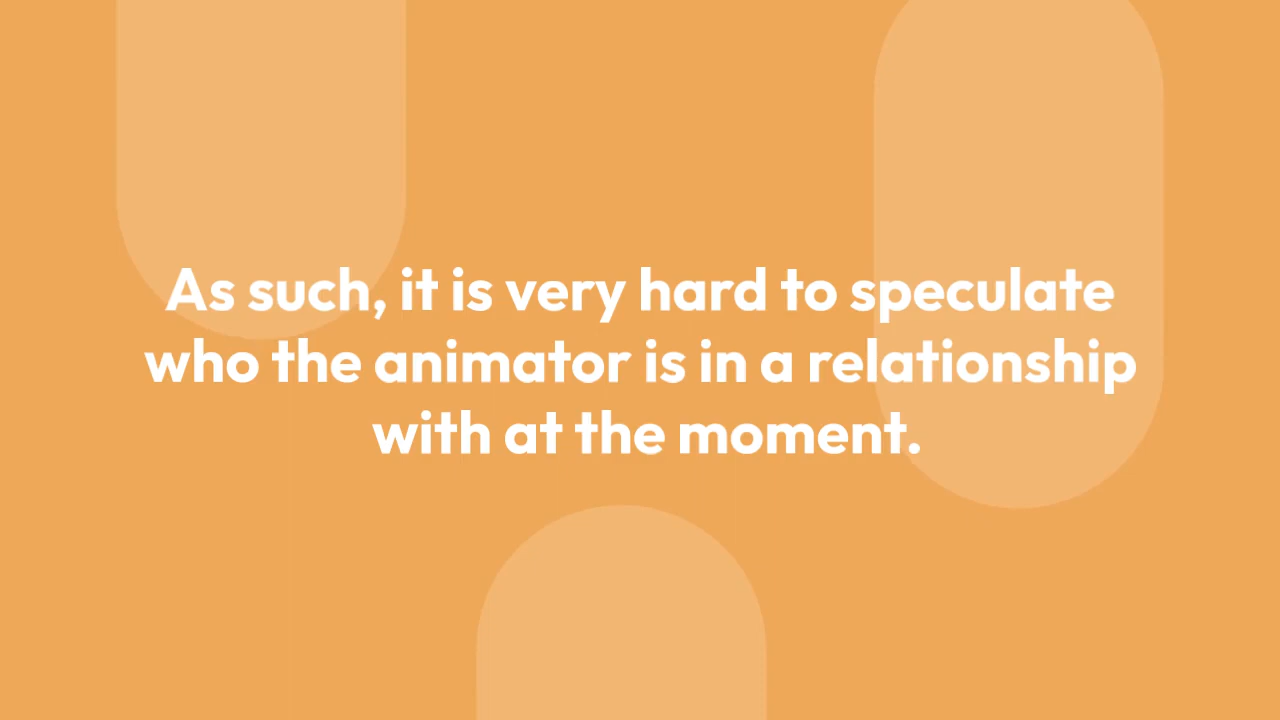 As such, it is very hard to speculate
who the animator is in a relationship
with at the moment.